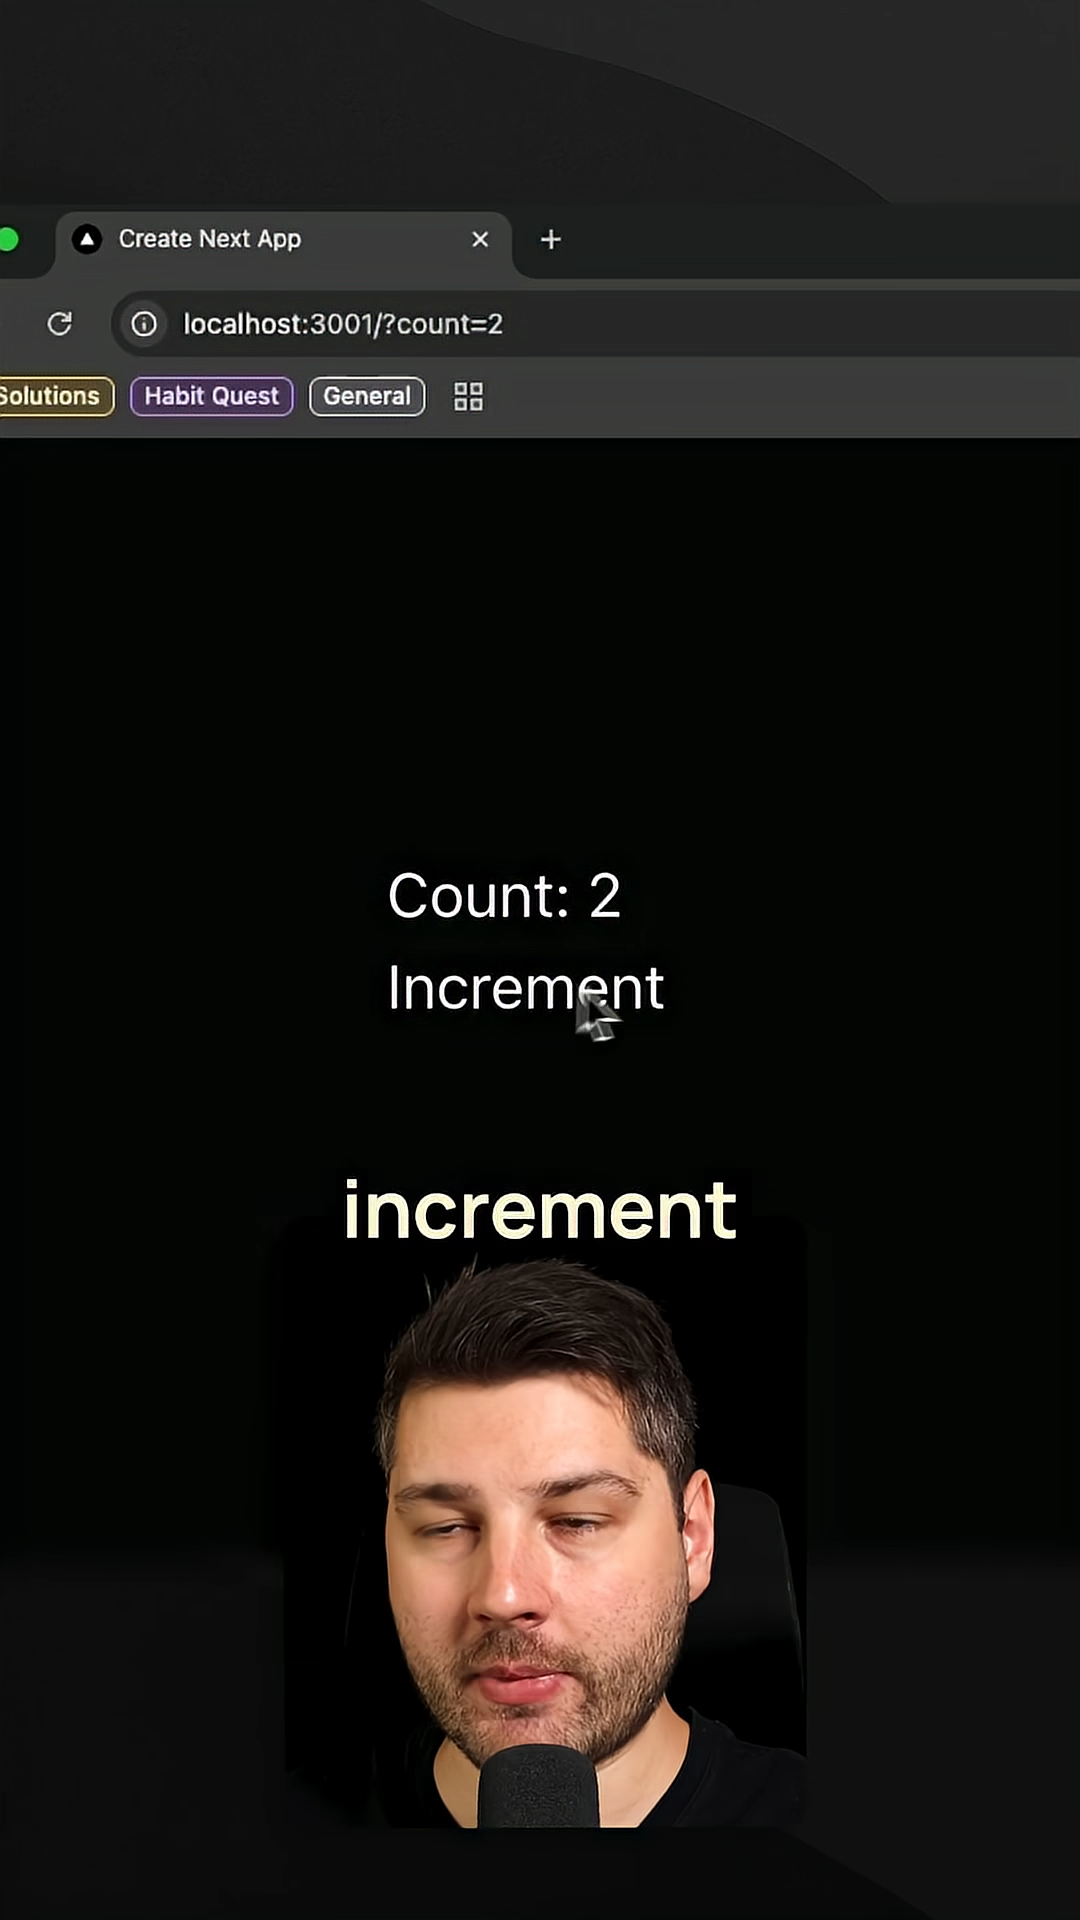 Create Next App
localhost:3001/?count=2
Solutions
Habit Quest
General
Count: 2
Increment
increment